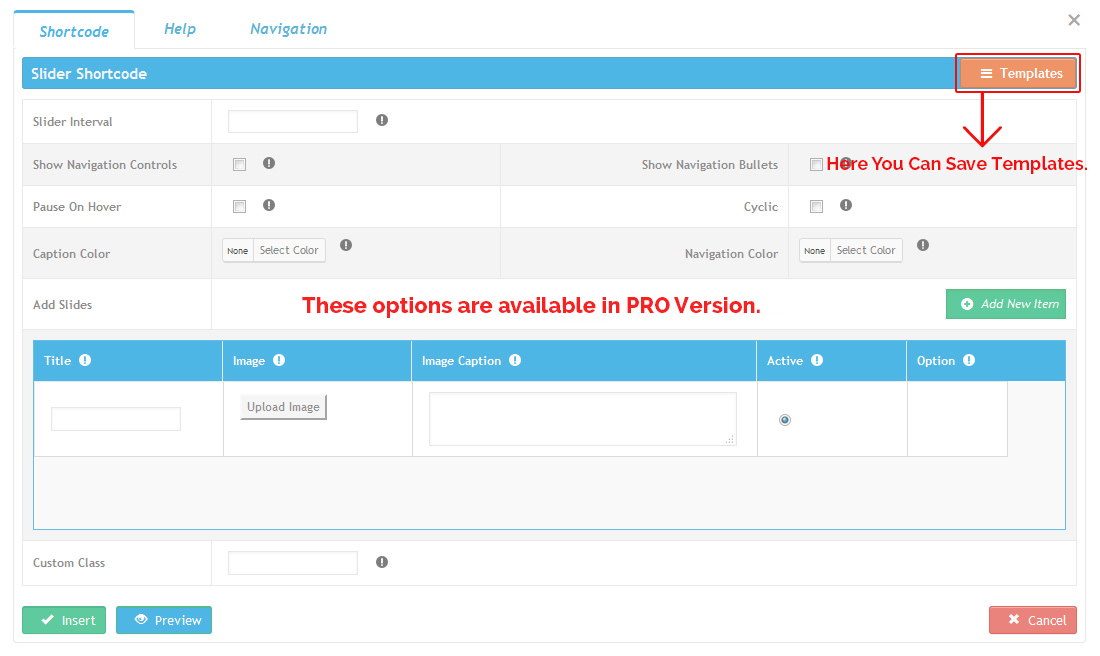 Shortcode Help Navigation
Slider Shortcode Templates
Slider Interval
Show Navigation Controls Show Navigation Bullets Here You Can Save Templates.
Pause On Hover Cyclic
Caption Color None Select Color Navigation Color None Select Color
Add Slides These options are available in PRO Version. Add New Item
Title Image Image Caption Active Option
Upload Image
Custom Class
Insert Preview Cancel